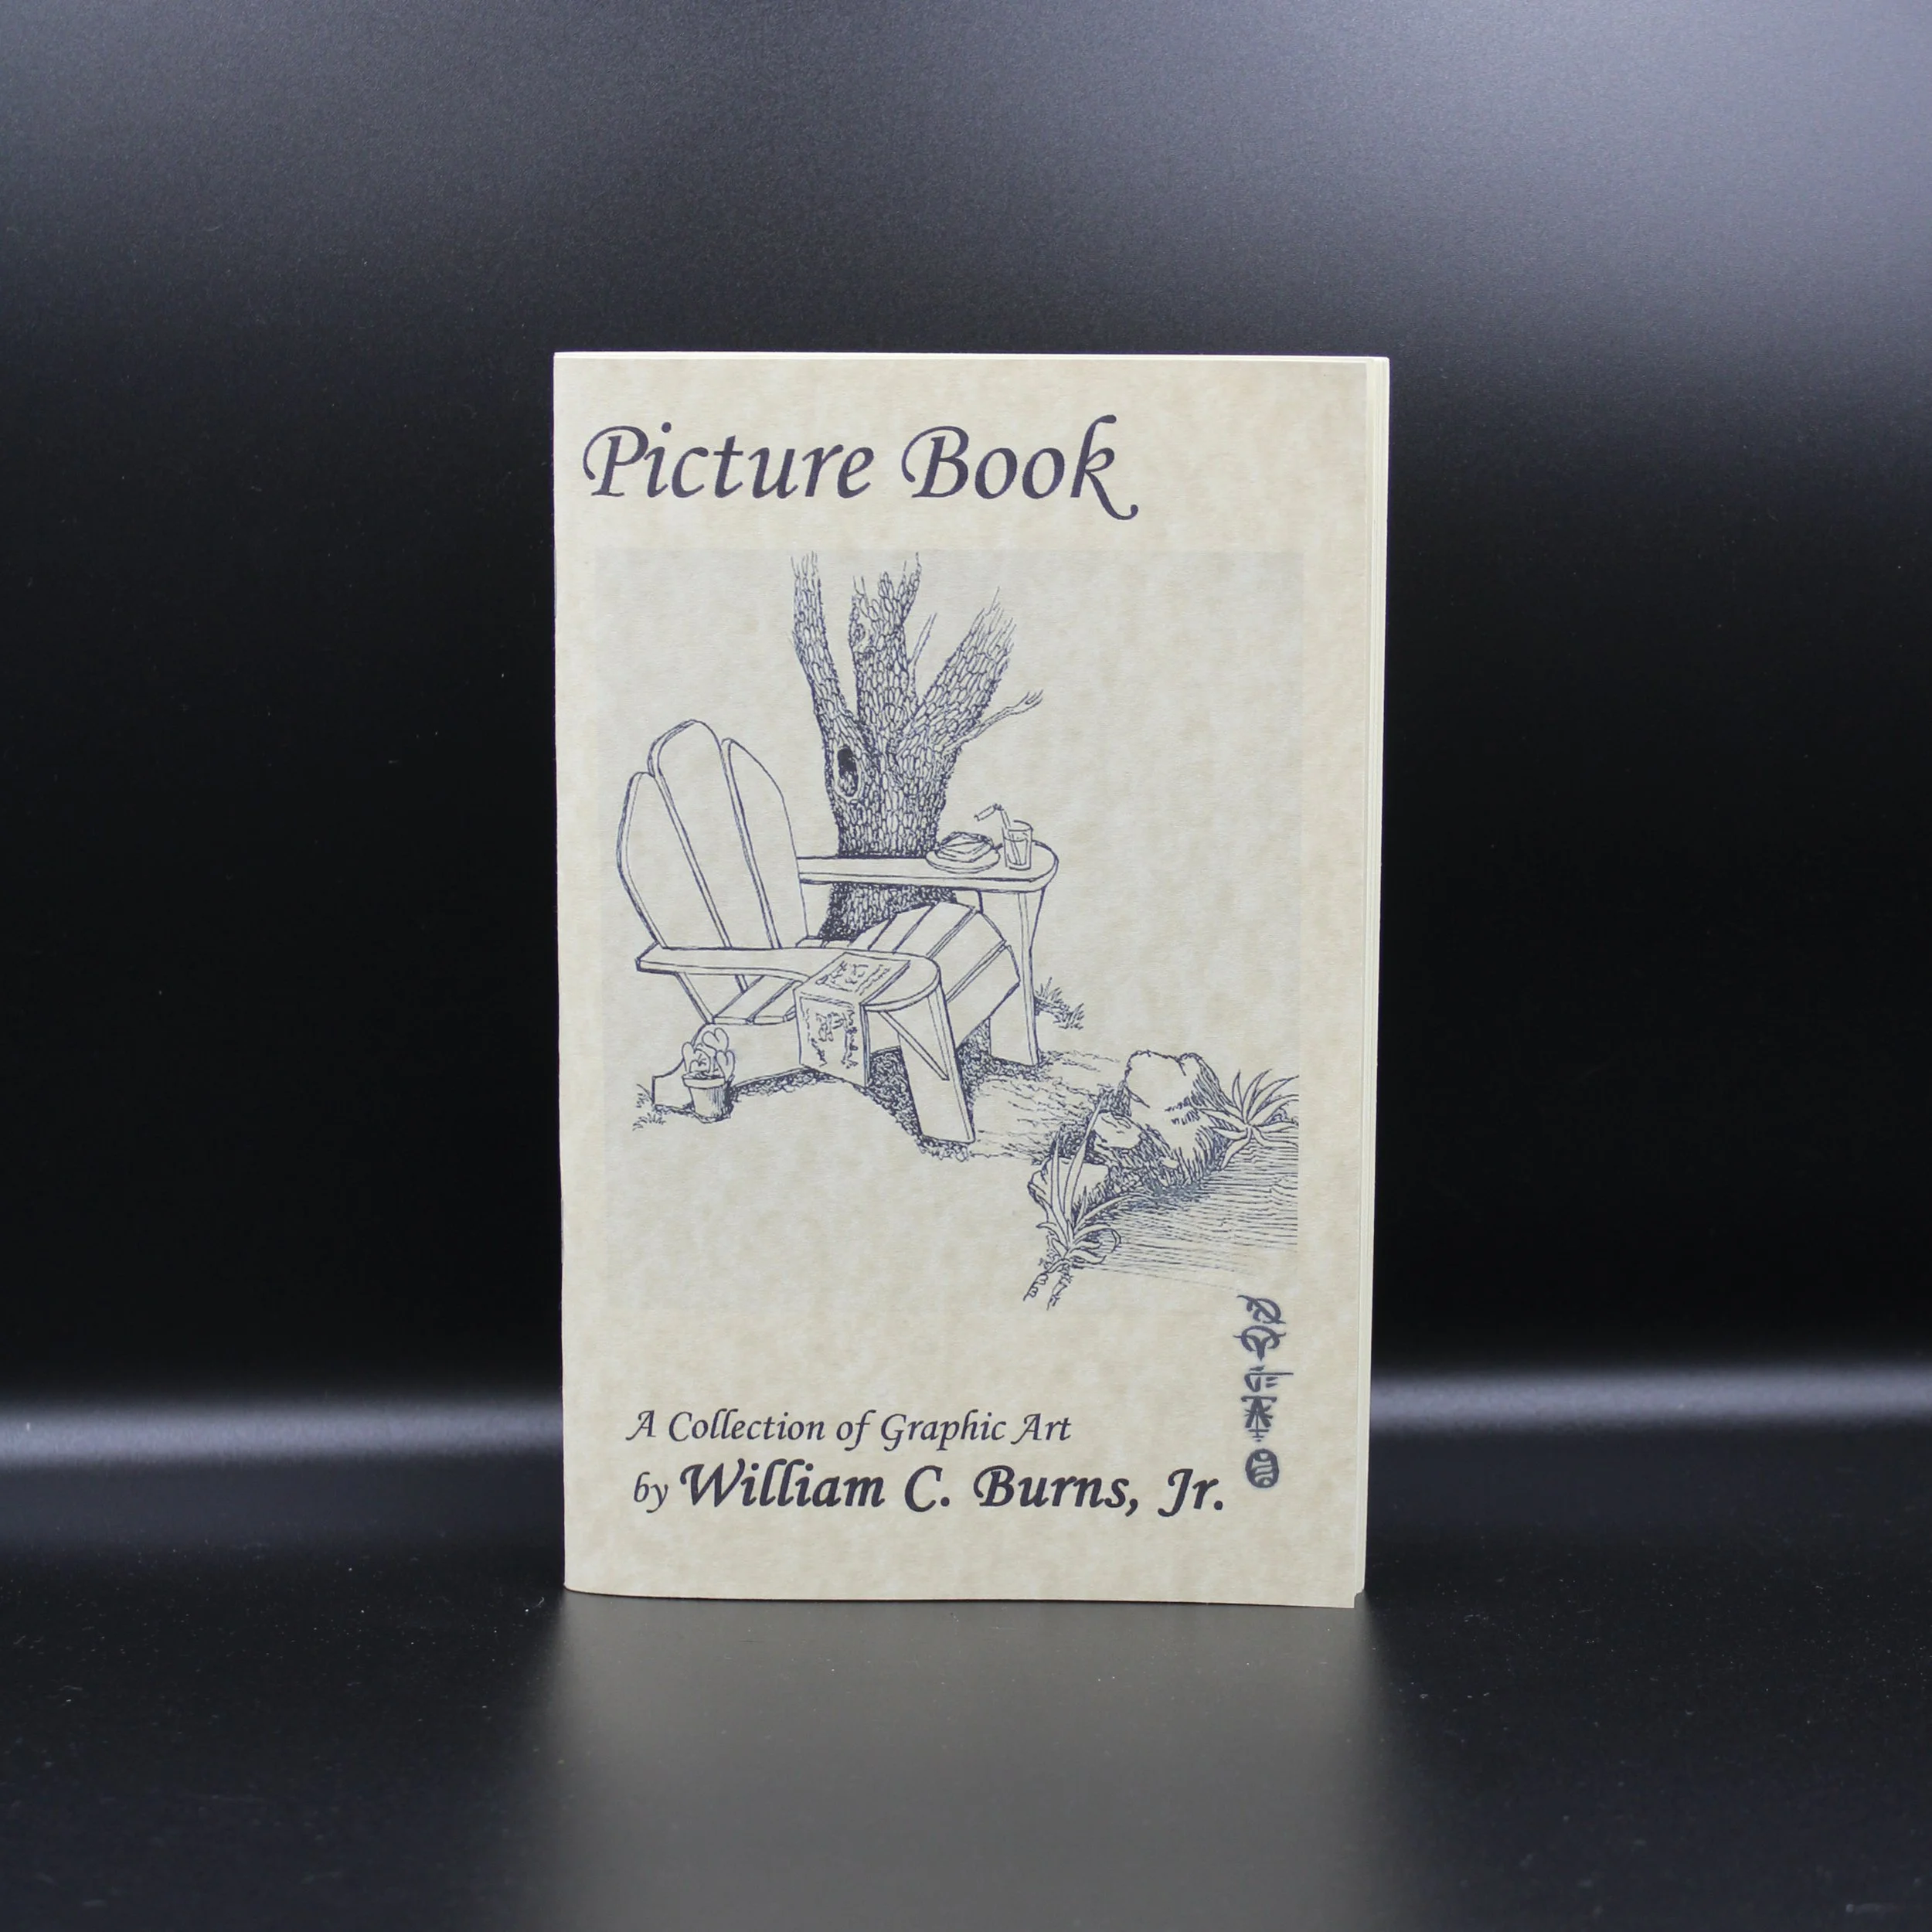 Picture Book
A Collection of Graphic Art
by William C. Burns, Jr.